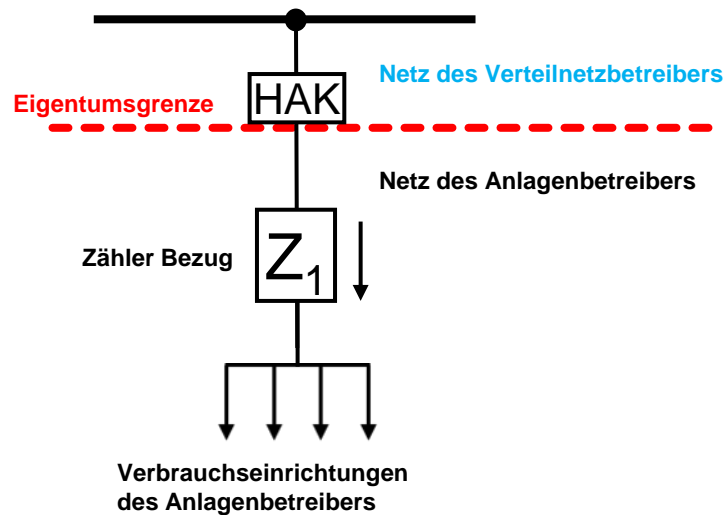 Netz des Verteilnetzbetreibers
HAK
Eigentumsgrenze
Netz des Anlagenbetreibers
Zähler Bezug
Z1
Verbrauchseinrichtungen
des Anlagenbetreibers